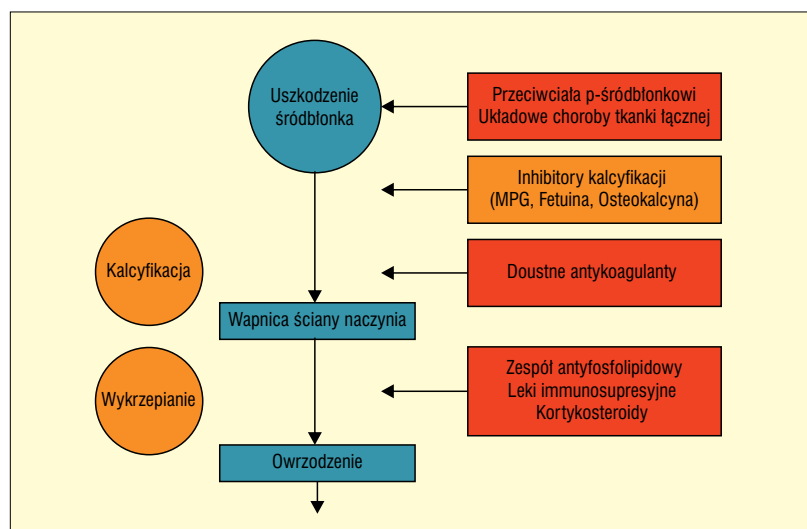 Uszkodzenie
śródbłonka
Przeciwciała p-śródbłonkowi
Układowe choroby tkanki łącznej
Inhibitory kalcyfikacji
(MPG, Fetuina, Osteokalcyna)
Kalcyfikacja
Doustne antykoagulanty
Wapnica ściany naczynia
Wykrzepianie
Zespół antyfosfolipidowy
Leki immunosupresyjne
Kortykosteroidy
Owrzodzenie